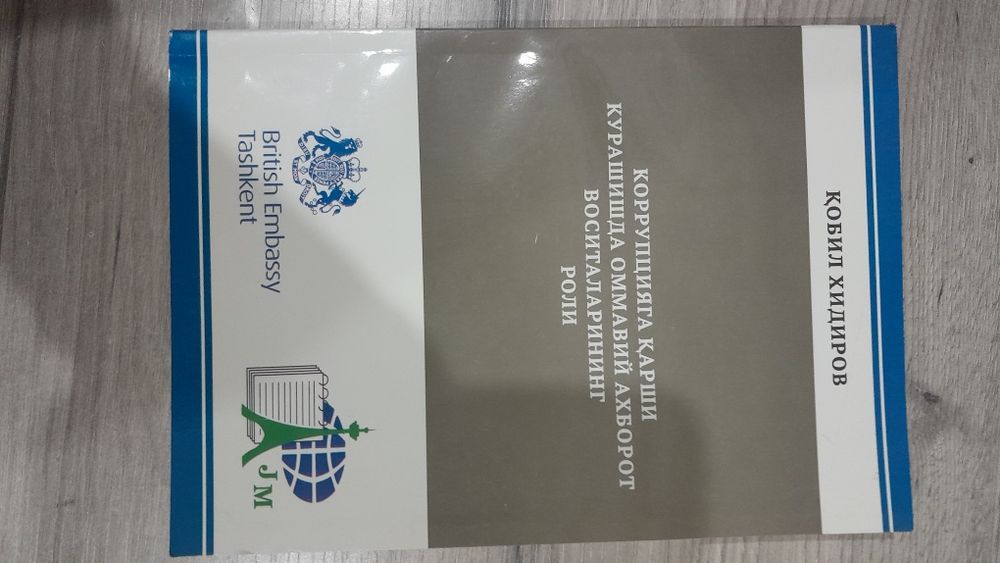 ҚОБИЛ ХИДИРОВ
КОРРУПЦИЯГА ҚАРШИ
КУРАШИШДА ОММАВИЙ АХБОРОТ
ВОСИТАЛАРИНИНГ
РОЛИ
British Embassy
Tashkent
JM